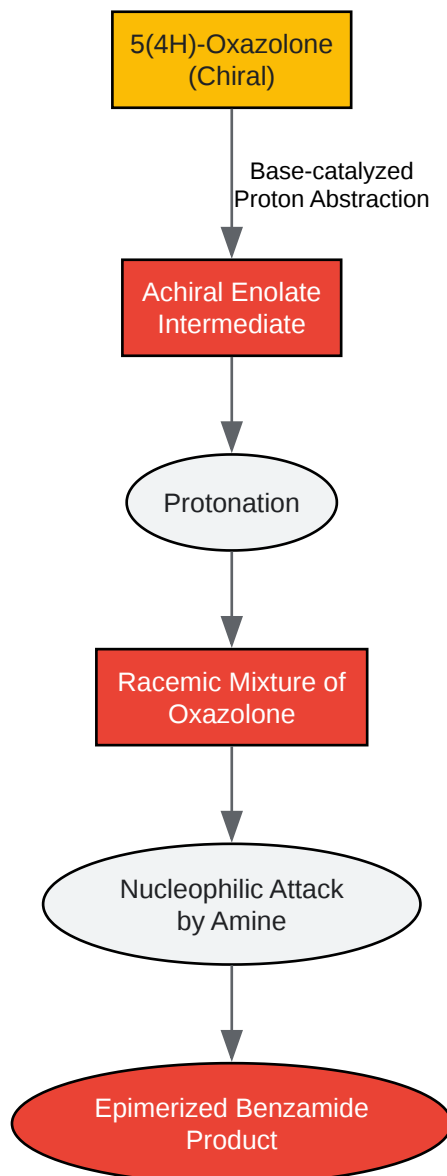 5(4H)-Oxazolone
(Chiral)
Base-catalyzed
Proton Abstraction
Achiral Enolate
Intermediate
Protonation
Racemic Mixture of
Oxazolone
Nucleophilic Attack
by Amine
Epimerized Benzamide
Product